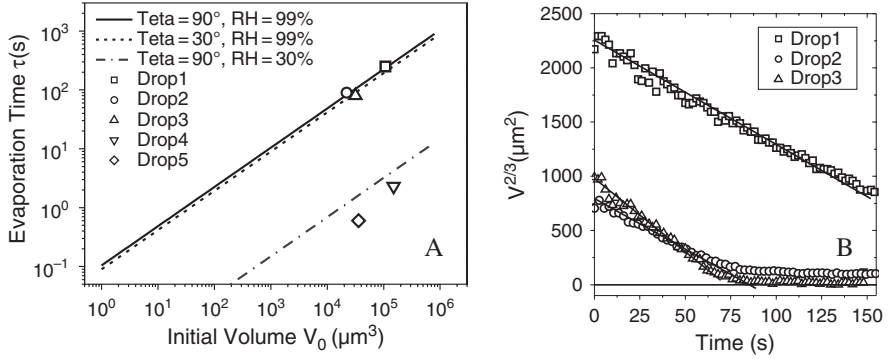 Teta = 90°, RH = 99%
Teta = 30°, RH = 99%
Teta = 90°, RH = 30%
Drop1
Drop2
Drop3
Drop4
Drop5
A
10³
10²
10¹
10⁰
10⁻¹
Evaporation Time τ(s)
10⁰ 10¹ 10² 10³ 10⁴ 10⁵ 10⁶
Initial Volume V₀ (μm³)
Drop1
Drop2
Drop3
B
2500
2000
1500
1000
500
0
V²ᐟ³(μm²)
0 25 50 75 100 125 150
Time (s)